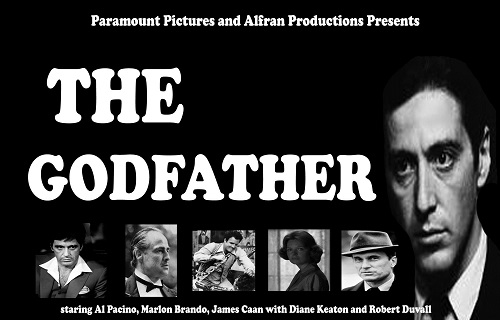 Paramount Pictures and Alfran Productions Presents
THE
GODFATHER
staring Al Pacino, Marlon Brando, James Caan with Diane Keaton and Robert Duvall